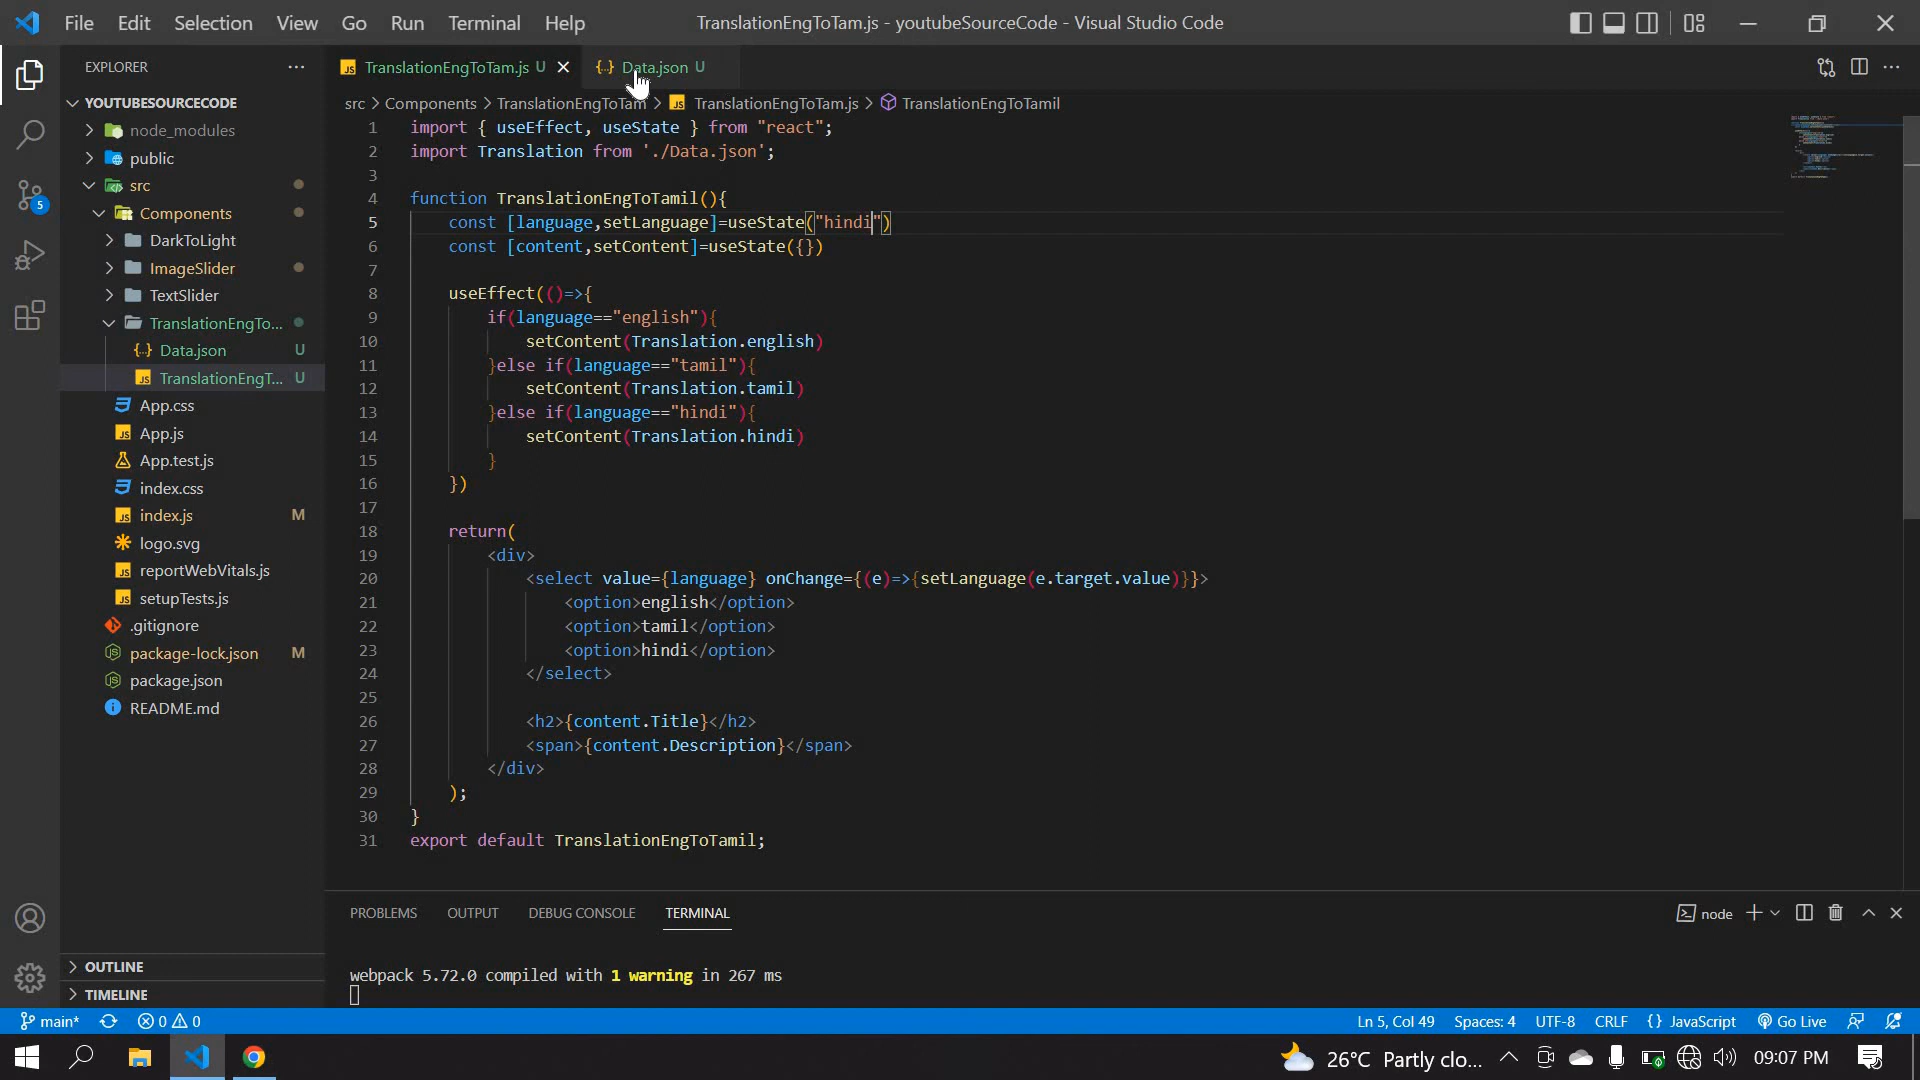 File Edit Selection View Go Run Terminal Help TranslationEngToTam.js - youtubeSourceCode - Visual Studio Code
EXPLORER
YOUTUBESOURCECODE
node_modules
public
src
Components
DarkToLight
ImageSlider
TextSlider
TranslationEngTo...
Data.json U
TranslationEngT... U
App.css
App.js
App.test.js
index.css
index.js M
logo.svg
reportWebVitals.js
setupTests.js
.gitignore
package-lock.json M
package.json
README.md
OUTLINE
TIMELINE
5
TranslationEngToTam.js U Data.json U
src > Components > TranslationEngToTam > TranslationEngToTam.js > TranslationEngToTamil
1 import { useEffect, useState } from "react";
2 import Translation from './Data.json';
3
4 function TranslationEngToTamil(){
5 const [language,setLanguage]=useState("hindi")
6 const [content,setContent]=useState({})
7
8 useEffect(()=>{
9 if(language=="english"){
10 setContent(Translation.english)
11 }else if(language=="tamil"){
12 setContent(Translation.tamil)
13 }else if(language=="hindi"){
14 setContent(Translation.hindi)
15 }
16 })
17
18 return(
19 <div>
20 <select value={language} onChange={(e)=>{setLanguage(e.target.value)}}>
21 <option>english</option>
22 <option>tamil</option>
23 <option>hindi</option>
24 </select>
25
26 <h2>{content.Title}</h2>
27 <span>{content.Description}</span>
28 </div>
29 );
30 }
31 export default TranslationEngToTamil;
PROBLEMS OUTPUT DEBUG CONSOLE TERMINAL node
webpack 5.72.0 compiled with 1 warning in 267 ms
main* 0 0 Ln 5, Col 49 Spaces: 4 UTF-8 CRLF {} JavaScript Go Live
26°C Partly clo... 09:07 PM